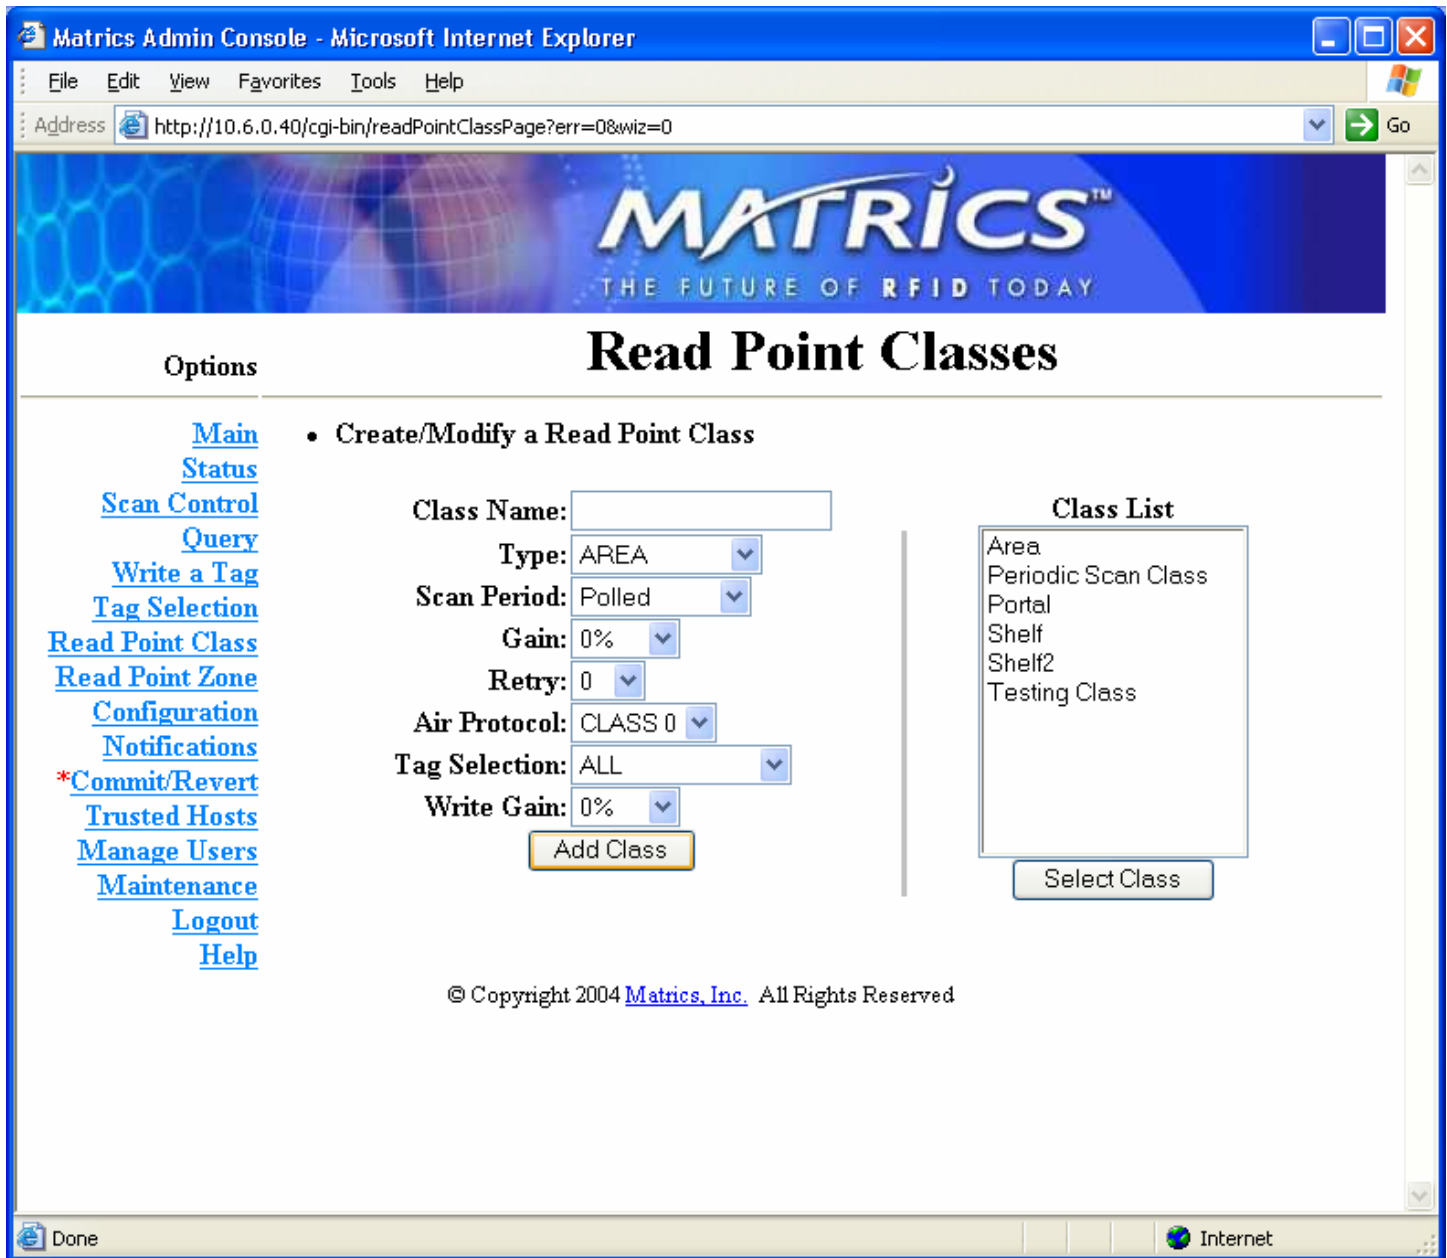 Matrics Admin Console - Microsoft Internet Explorer
File Edit View Favorites Tools Help
Address http://10.6.0.40/cgi-bin/readPointClassPage?err=0&wiz=0 Go
MATRICS™
THE FUTURE OF RFID TODAY
Options
Read Point Classes
Main
Status
Scan Control
Query
Write a Tag
Tag Selection
Read Point Class
Read Point Zone
Configuration
Notifications
*Commit/Revert
Trusted Hosts
Manage Users
Maintenance
Logout
Help
• Create/Modify a Read Point Class
Class Name:
Type: AREA
Scan Period: Polled
Gain: 0%
Retry: 0
Air Protocol: CLASS 0
Tag Selection: ALL
Write Gain: 0%
Add Class
Class List
Area
Periodic Scan Class
Portal
Shelf
Shelf2
Testing Class
Select Class
© Copyright 2004 Matrics, Inc. All Rights Reserved
Done Internet